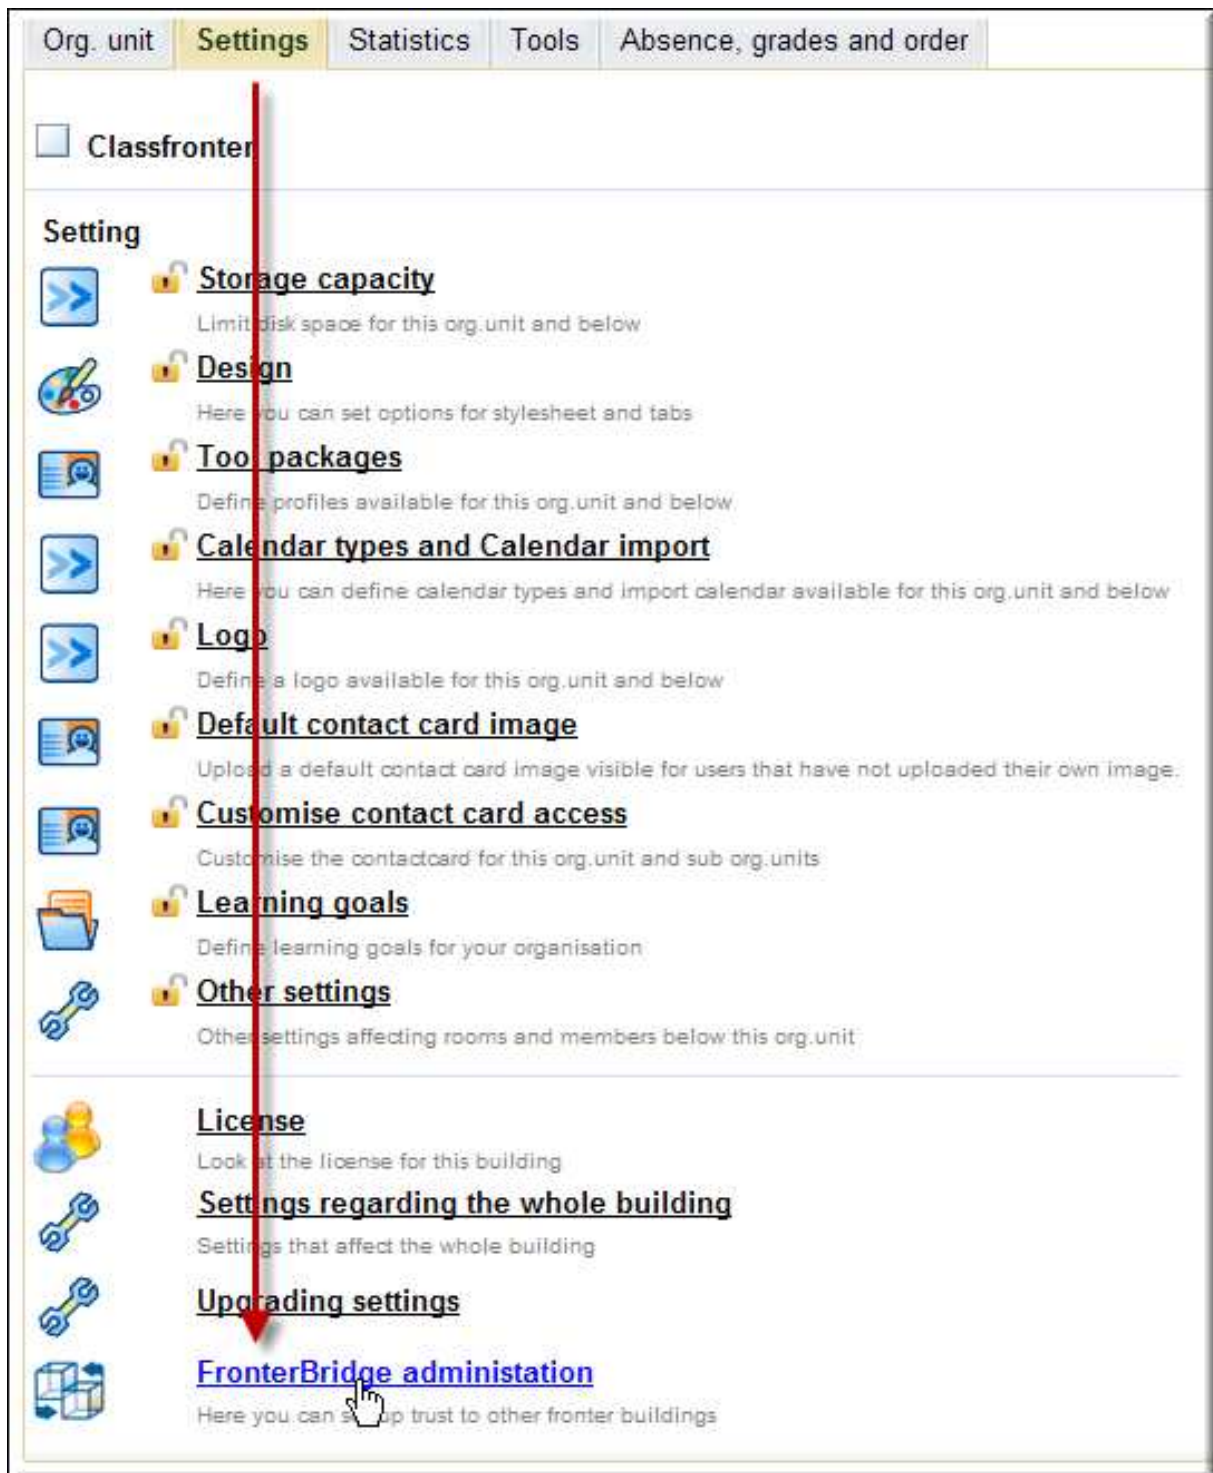 Org. unit Settings Statistics Tools Absence, grades and order
Classfronter
Setting
Storage capacity
Limit disk space for this org.unit and below
Design
Here you can set options for stylesheet and tabs
Tool packages
Define profiles available for this org.unit and below
Calendar types and Calendar import
Here you can define calendar types and import calendar available for this org.unit and below
Logo
Define a logo available for this org.unit and below
Default contact card image
Upload a default contact card image visible for users that have not uploaded their own image.
Customise contact card access
Customise the contactcard for this org.unit and sub org.units
Learning goals
Define learning goals for your organisation
Other settings
Other settings affecting rooms and members below this org.unit
License
Look at the license for this building
Settings regarding the whole building
Settings that affect the whole building
Upgrading settings
FronterBridge administation
Here you can set up trust to other fronter buildings